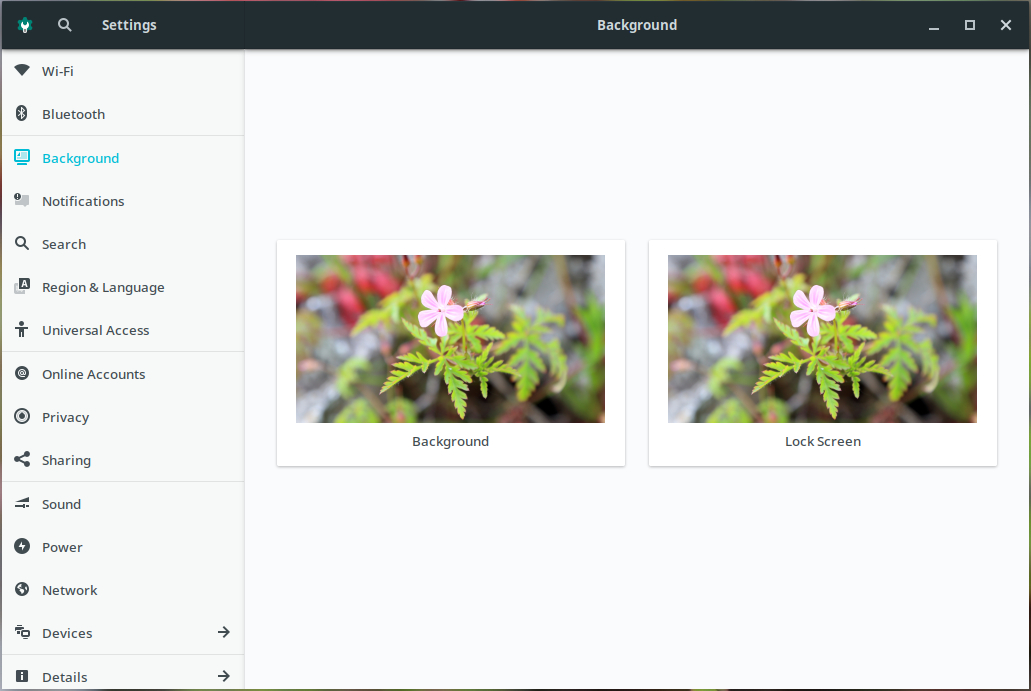 Settings
Background
Wi-Fi
Bluetooth
Background
Notifications
Search
Region & Language
Universal Access
Online Accounts
Privacy
Sharing
Sound
Power
Network
Devices
Details
Background
Lock Screen